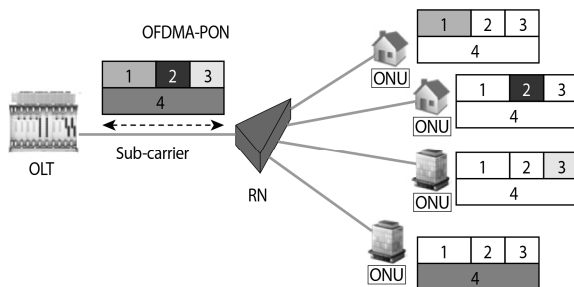 OFDMA-PON
1 2 3
4
Sub-carrier
OLT
RN
ONU
1 2 3
4
ONU
1 2 3
4
ONU
1 2 3
4
ONU
1 2 3
4